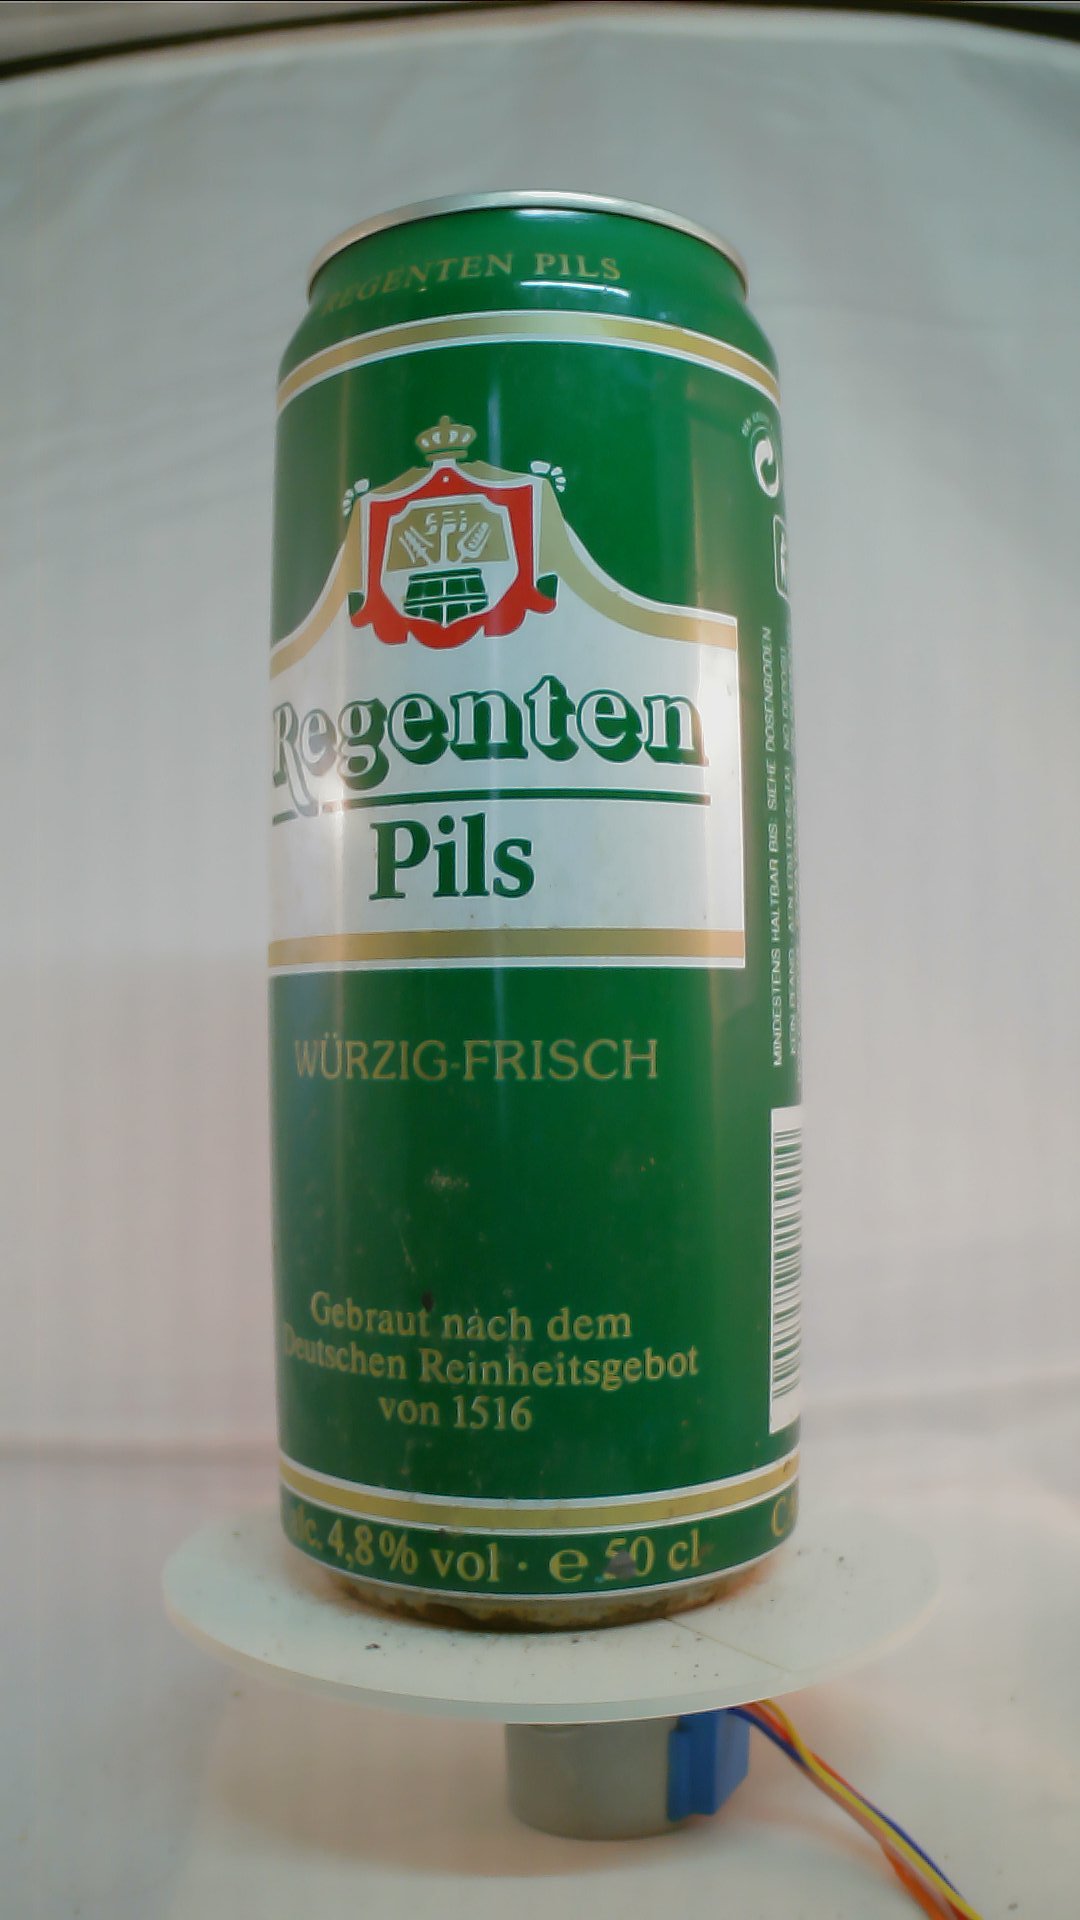 REGENTEN PILS
Regenten
Pils
WÜRZIG-FRISCH
Gebraut nach dem
Deutschen Reinheitsgebot
von 1516
alc. 4,8% vol · e 50 cl
MINDESTENS HALTBAR BIS: SIEHE DOSENBODEN